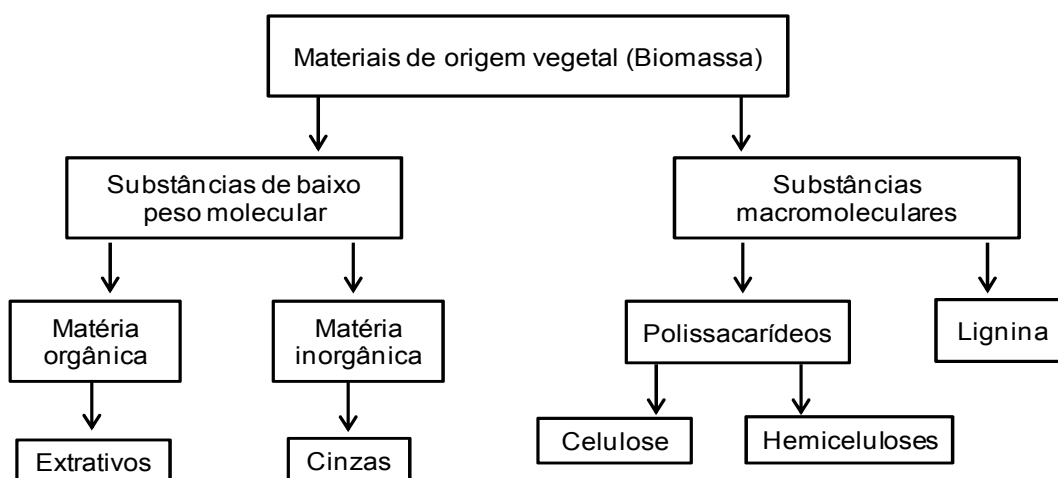 Materiais de origem vegetal (Biomassa)
Substâncias de baixo
peso molecular
Substâncias
macromoleculares
Matéria
orgânica
Matéria
inorgânica
Polissacarídeos
Lignina
Extrativos
Cinzas
Celulose
Hemiceluloses